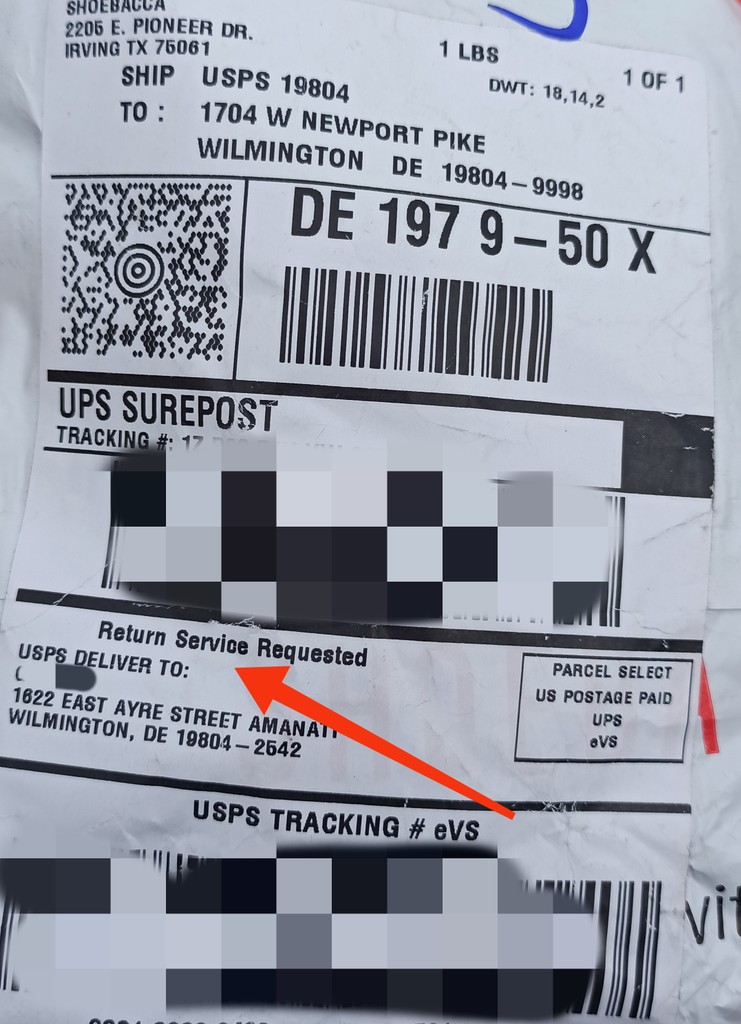 SHOEBACCA
2205 E. PIONEER DR.
IRVING TX 75061
1 LBS
1 OF 1
DWT: 18,14,2
SHIP TO: USPS 19804
1704 W NEWPORT PIKE
WILMINGTON DE 19804-9998
DE 197 9-50 X
UPS SUREPOST
TRACKING #: 1Z
Return Service Requested
USPS DELIVER TO:
1622 EAST AYRE STREET AMANATI
WILMINGTON, DE 19804-2542
PARCEL SELECT
US POSTAGE PAID
UPS
eVS
USPS TRACKING # eVS